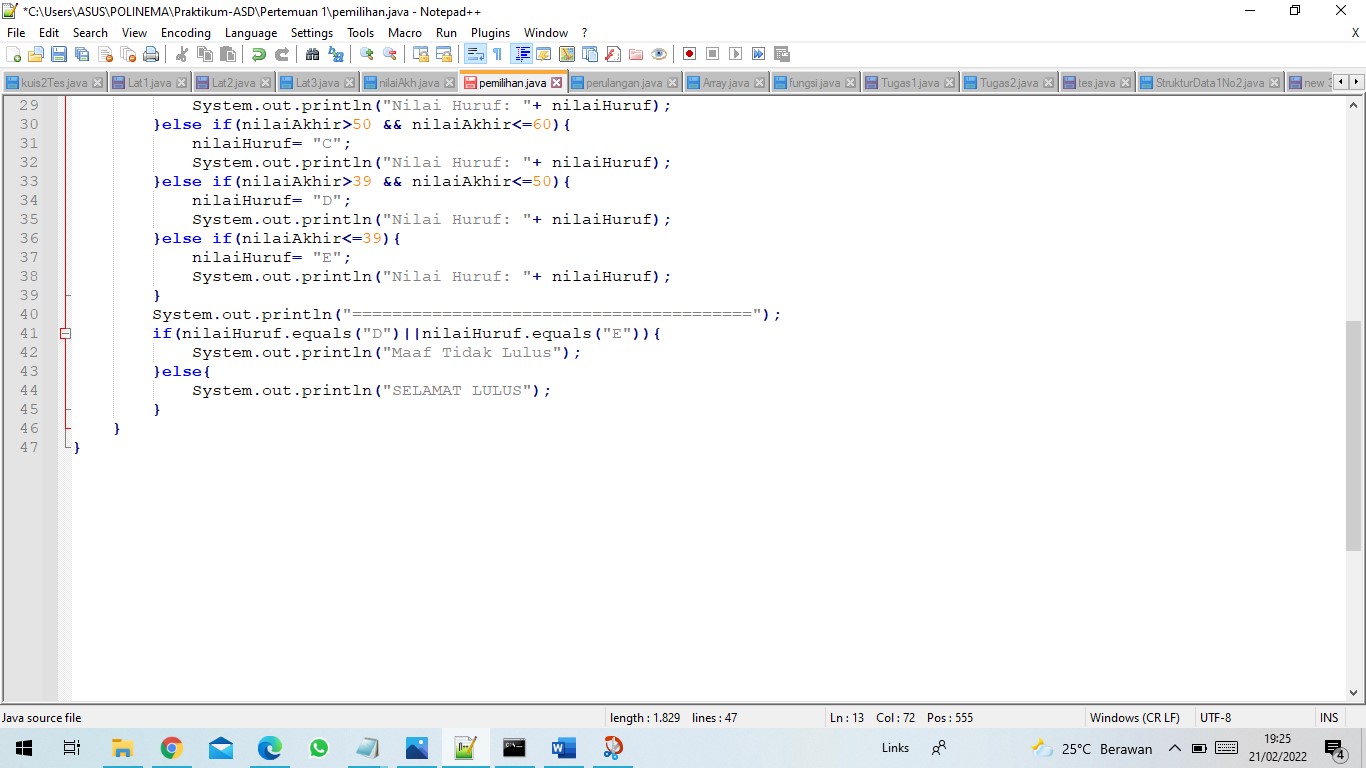 *C:\Users\ASUS\POLINEMA\Praktikum-ASD\Pertemuan 1\pemilihan.java - Notepad++
File Edit Search View Encoding Language Settings Tools Macro Run Plugins Window ? X
kuis2Tes.java Lat1.java Lat2.java Lat3.java nilaiAkh.java pemilihan.java perulangan.java Array.java fungsi.java Tugas1.java Tugas2.java tes.java StrukturData1No2.java new 3
29 System.out.println("Nilai Huruf: "+ nilaiHuruf);
30 }else if(nilaiAkhir>50 && nilaiAkhir<=60){
31 nilaiHuruf= "C";
32 System.out.println("Nilai Huruf: "+ nilaiHuruf);
33 }else if(nilaiAkhir>39 && nilaiAkhir<=50){
34 nilaiHuruf= "D";
35 System.out.println("Nilai Huruf: "+ nilaiHuruf);
36 }else if(nilaiAkhir<=39){
37 nilaiHuruf= "E";
38 System.out.println("Nilai Huruf: "+ nilaiHuruf);
39 }
40 System.out.println("========================================");
41 if(nilaiHuruf.equals("D")||nilaiHuruf.equals("E")){
42 System.out.println("Maaf Tidak Lulus");
43 }else{
44 System.out.println("SELAMAT LULUS");
45 }
46 }
47 }
Java source file length : 1.829 lines : 47 Ln : 13 Col : 72 Pos : 555 Windows (CR LF) UTF-8 INS
Links 25°C Berawan 19:25
21/02/2022 4